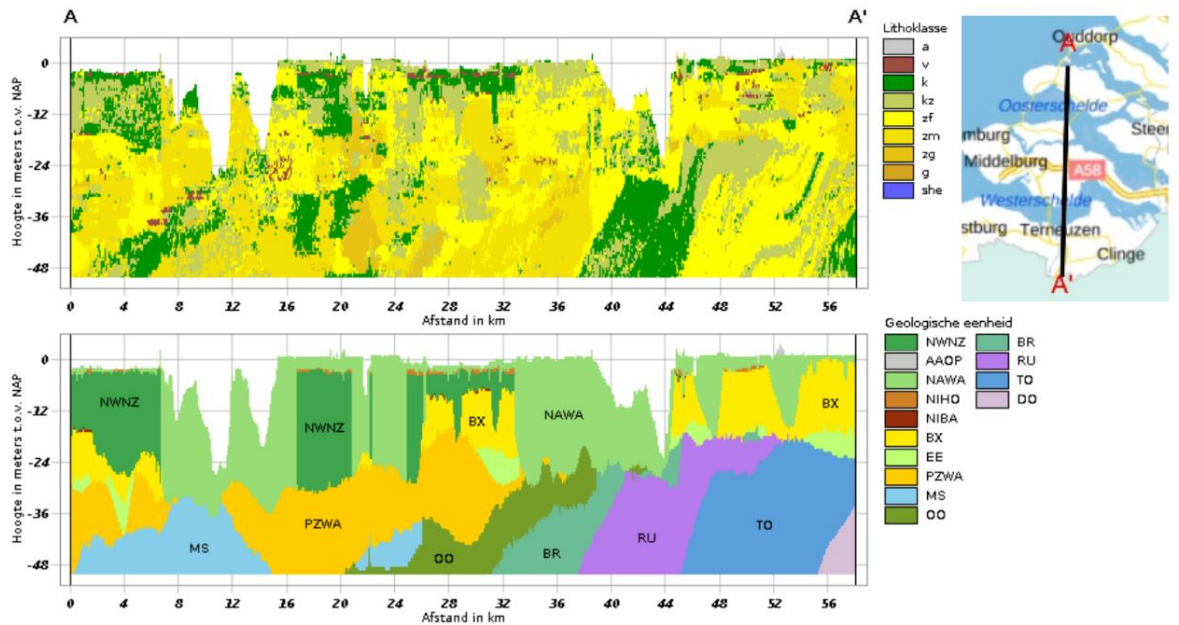 A A'
Hoogte in meters t.o.v. NAP
0
-12
-24
-36
-48
0 4 8 12 16 20 24 28 32 36 40 44 48 52 56
Afstand in km
Lithoklasse
a
v
k
kz
zf
zm
zg
g
she
A
Ouddorp
Oosterschelde
mburg
Steen
Middelburg
A58
Westerschelde
stburg
Terneuzen
Clinge
A'
Hoogte in meters t.o.v. NAP
0
-12
-24
-36
-48
NWNZ
NWNZ
BX
NAWA
BX
PZWA
MS
OO
BR
RU
TO
0 4 8 12 16 20 24 28 32 36 40 44 48 52 56
Afstand in km
Geologische eenheid
NWNZ BR
AAOP RU
NAWA TO
NIHO DO
NIBA
BX
EE
PZWA
MS
OO